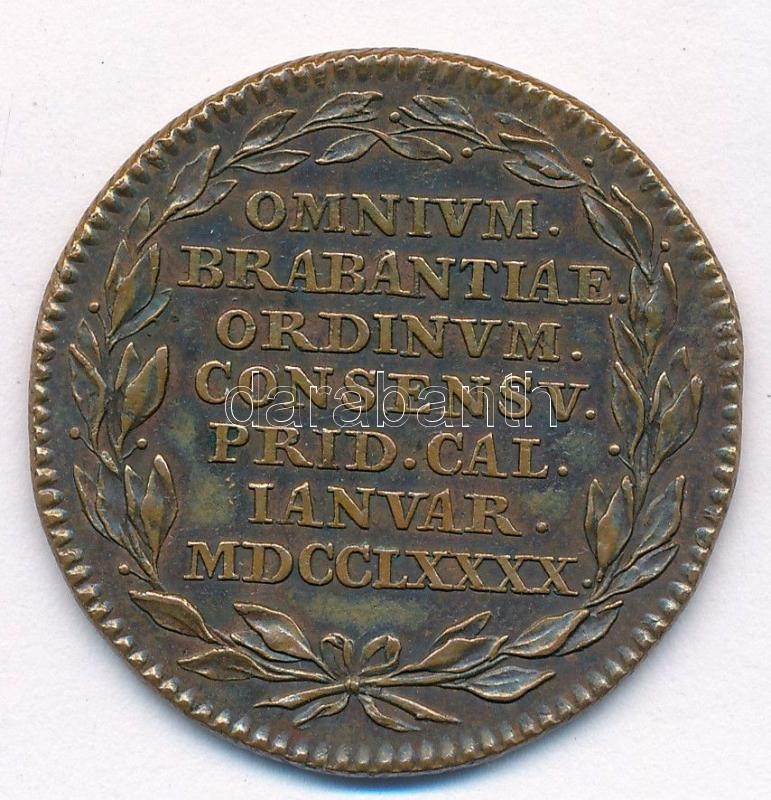 OMNIVM.
BRABANTIAE.
ORDINVM.
CONSENSV.
darabanth
PRID.CAL.
IANVAR.
MDCCLXXXX.